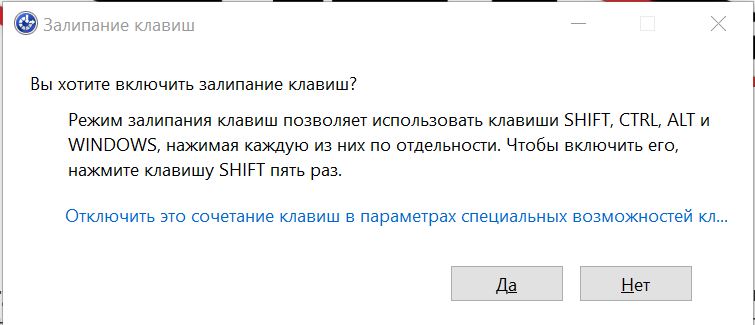 Залипание клавиш
Вы хотите включить залипание клавиш?
Режим залипания клавиш позволяет использовать клавиши SHIFT, CTRL, ALT и
WINDOWS, нажимая каждую из них по отдельности. Чтобы включить его,
нажмите клавишу SHIFT пять раз.
Отключить это сочетание клавиш в параметрах специальных возможностей кл...
Да
Нет